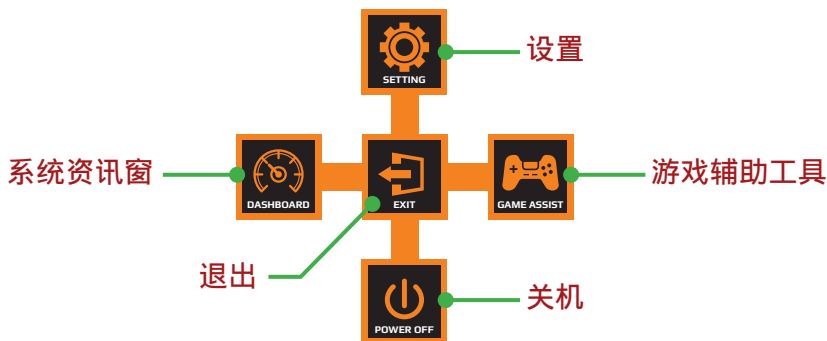 设置
SETTING
系统资讯窗
DASHBOARD
EXIT
GAME ASSIST
游戏辅助工具
退出
关机
POWER OFF